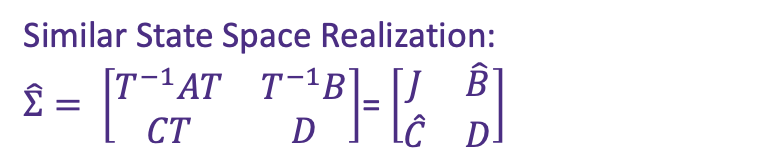 Similar State Space Realization:
Σ̂ = [T⁻¹AT T⁻¹B] = [J B̂]
[CT D] [Ĉ D]